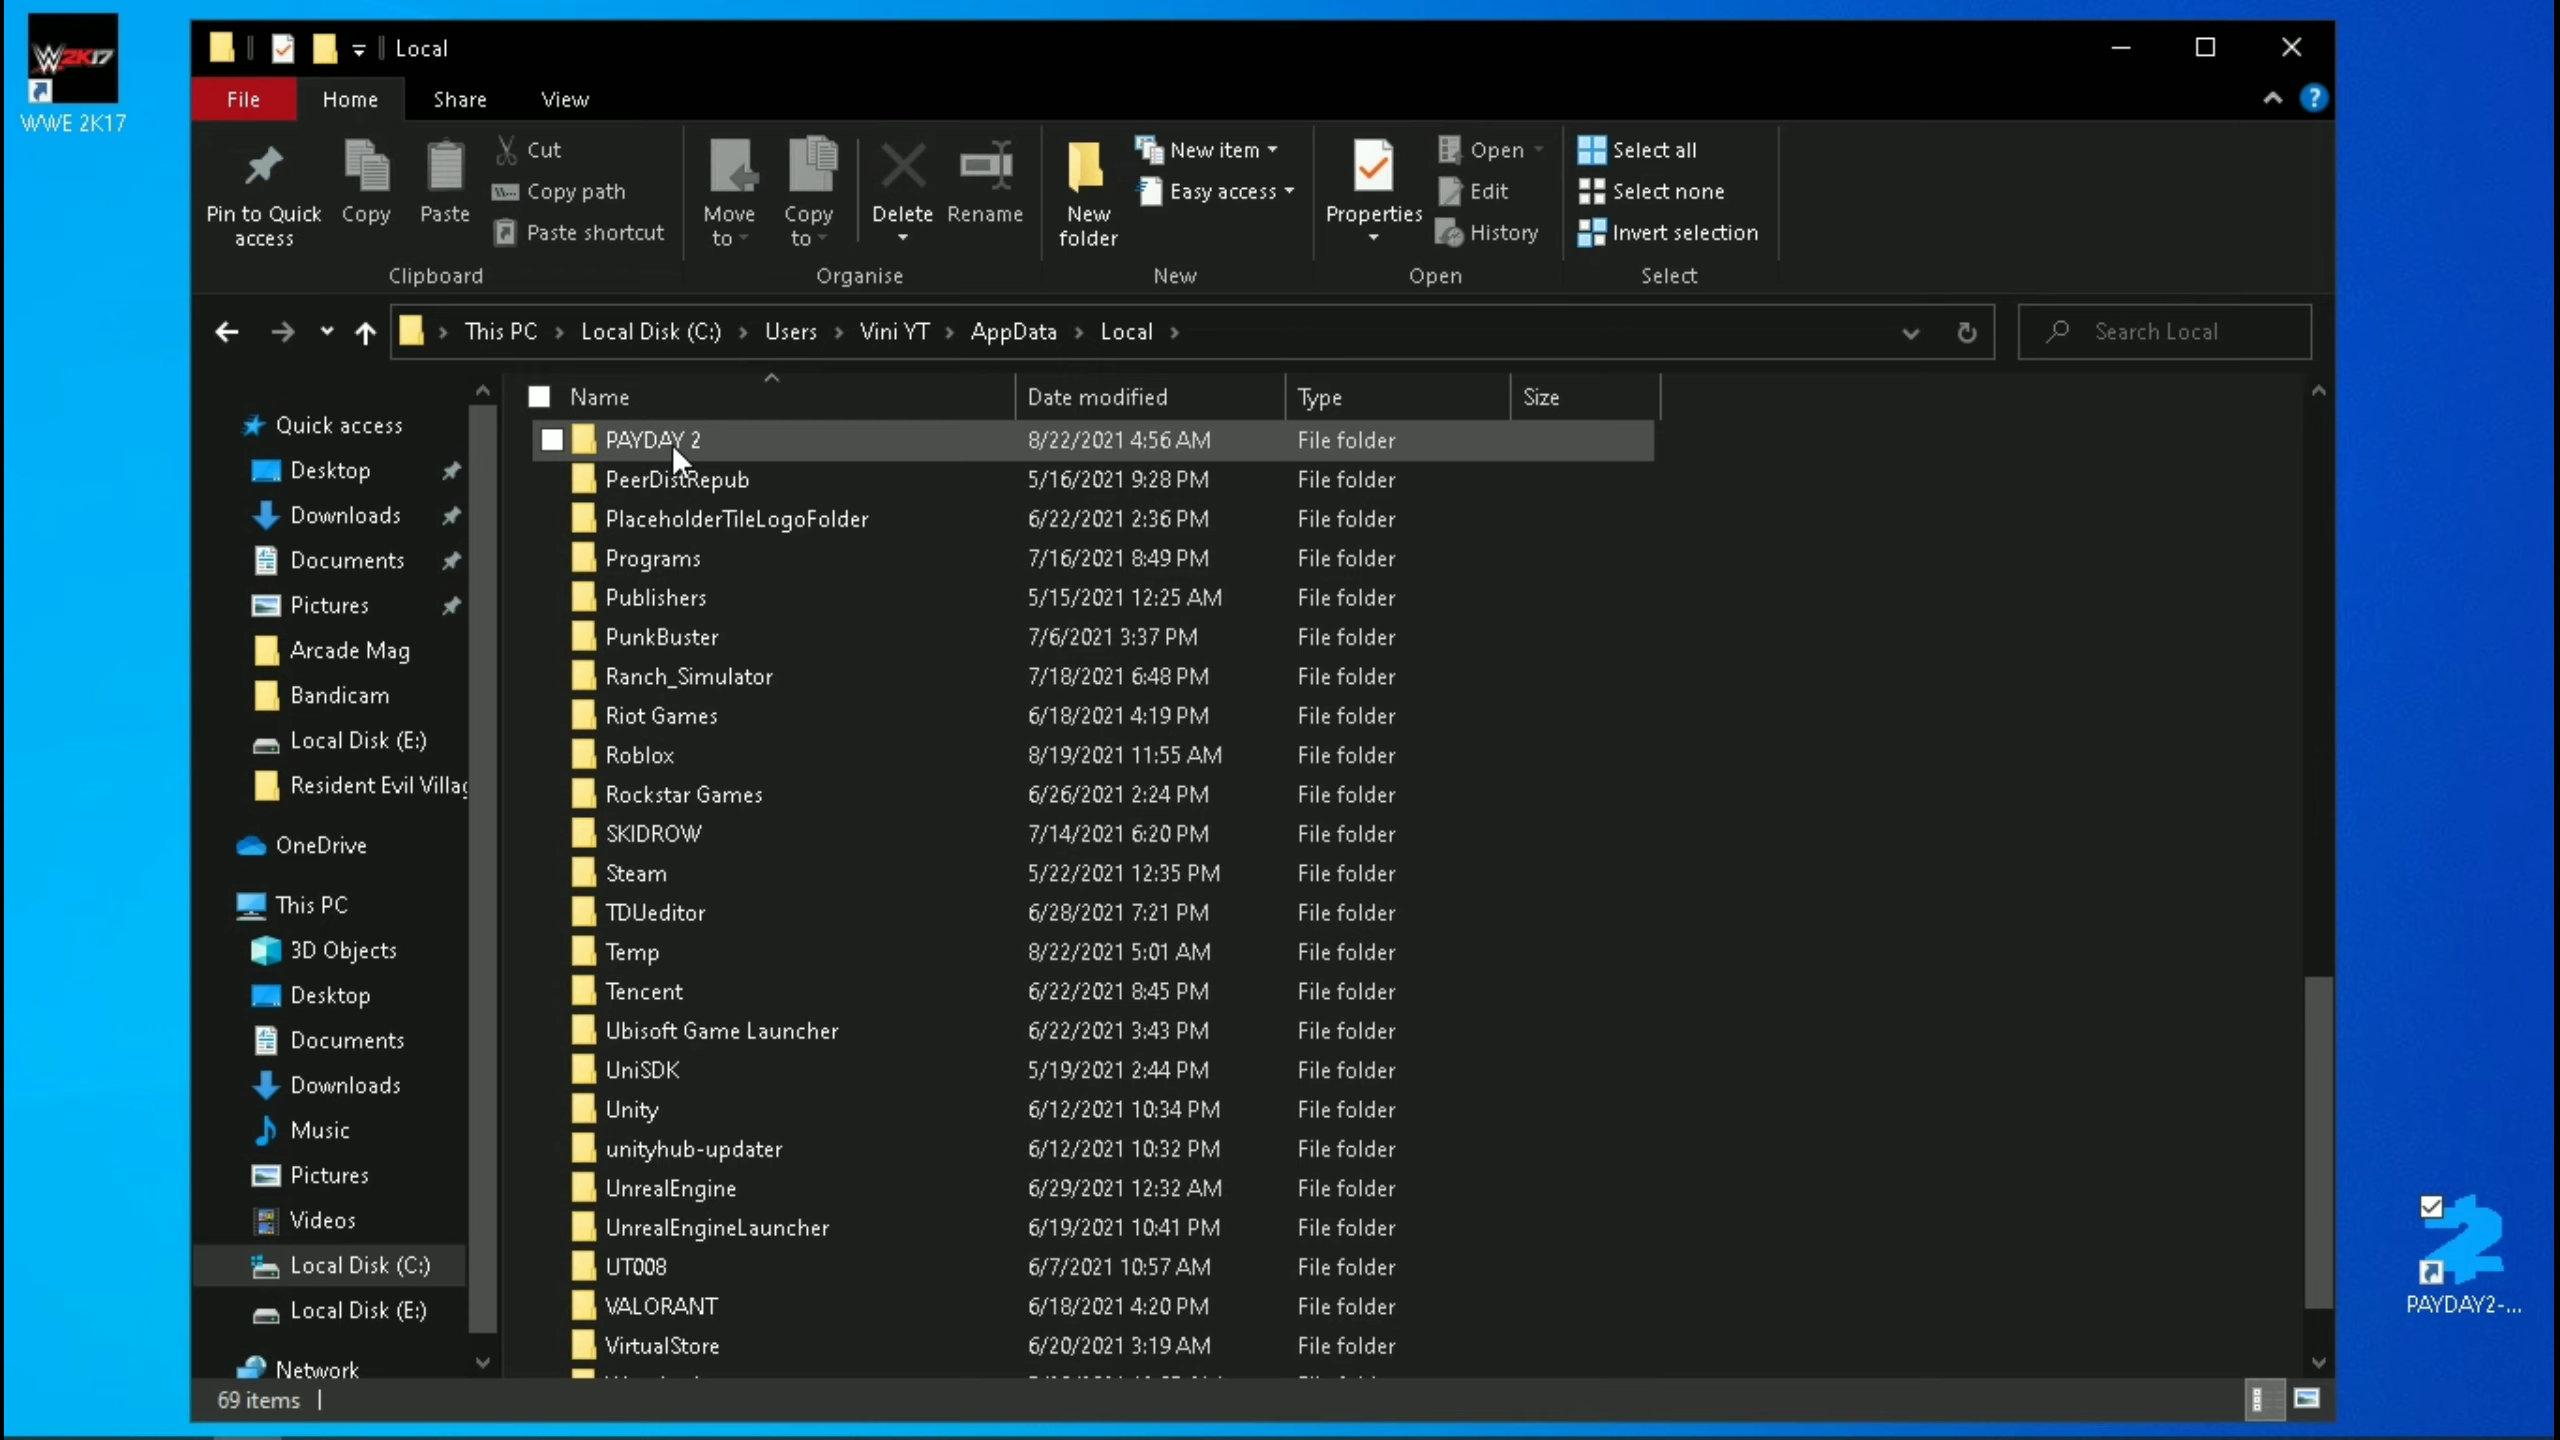 WWE 2K17
Local
File Home Share View
Pin to Quick access
Copy
Paste
Cut
Copy path
Paste shortcut
Clipboard
Move to
Copy to
Delete
Rename
Organise
New folder
New item
Easy access
New
Properties
Open
Edit
History
Open
Select all
Select none
Invert selection
Select
This PC > Local Disk (C:) > Users > Vini YT > AppData > Local >
Search Local
Quick access
Desktop
Downloads
Documents
Pictures
Arcade Mag
Bandicam
Local Disk (E:)
Resident Evil Villag
OneDrive
This PC
3D Objects
Desktop
Documents
Downloads
Music
Pictures
Videos
Local Disk (C:)
Local Disk (E:)
Network
Name Date modified Type Size
PAYDAY 2 8/22/2021 4:56 AM File folder
PeerDistRepub 5/16/2021 9:28 PM File folder
PlaceholderTileLogoFolder 6/22/2021 2:36 PM File folder
Programs 7/16/2021 8:49 PM File folder
Publishers 5/15/2021 12:25 AM File folder
PunkBuster 7/6/2021 3:37 PM File folder
Ranch_Simulator 7/18/2021 6:48 PM File folder
Riot Games 6/18/2021 4:19 PM File folder
Roblox 8/19/2021 11:55 AM File folder
Rockstar Games 6/26/2021 2:24 PM File folder
SKIDROW 7/14/2021 6:20 PM File folder
Steam 5/22/2021 12:35 PM File folder
TDUeditor 6/28/2021 7:21 PM File folder
Temp 8/22/2021 5:01 AM File folder
Tencent 6/22/2021 8:45 PM File folder
Ubisoft Game Launcher 6/22/2021 3:43 PM File folder
UniSDK 5/19/2021 2:44 PM File folder
Unity 6/12/2021 10:34 PM File folder
unityhub-updater 6/12/2021 10:32 PM File folder
UnrealEngine 6/29/2021 12:32 AM File folder
UnrealEngineLauncher 6/19/2021 10:41 PM File folder
UT008 6/7/2021 10:57 AM File folder
VALORANT 6/18/2021 4:20 PM File folder
VirtualStore 6/20/2021 3:19 AM File folder
69 items
PAYDAY2-...